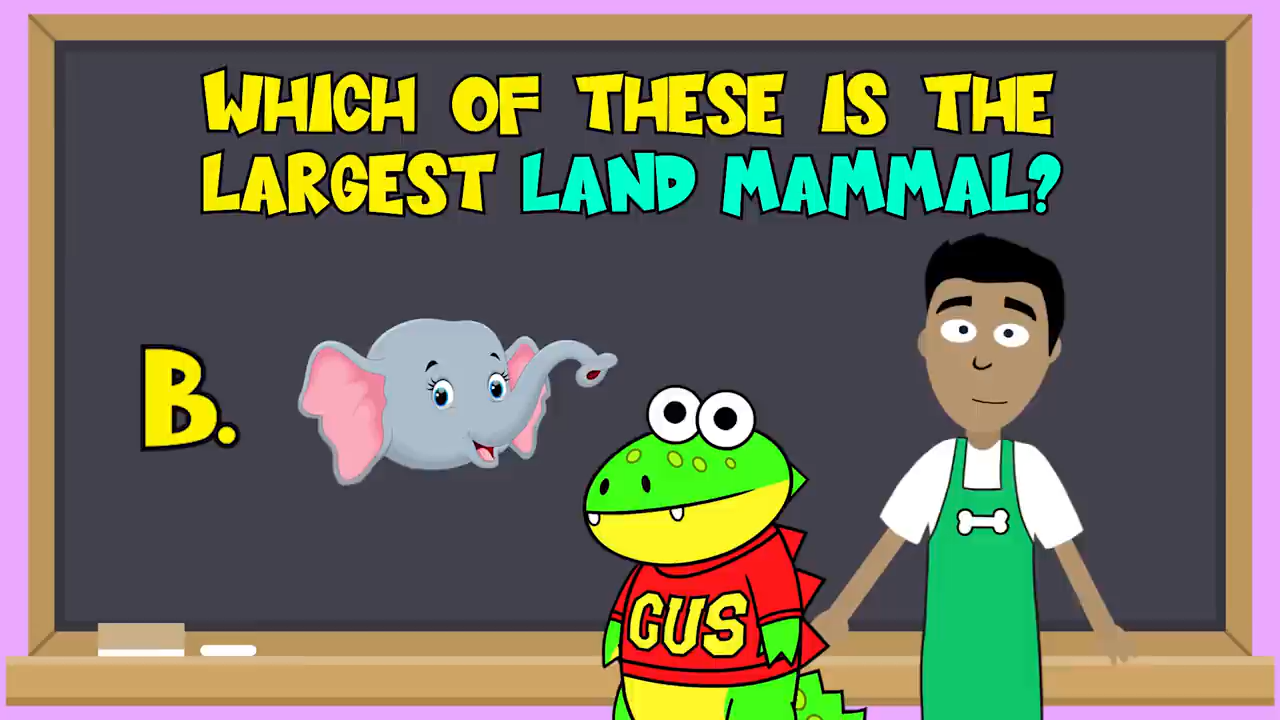 WHICH OF THESE IS THE
LARGEST LAND MAMMAL?
B.
GUS